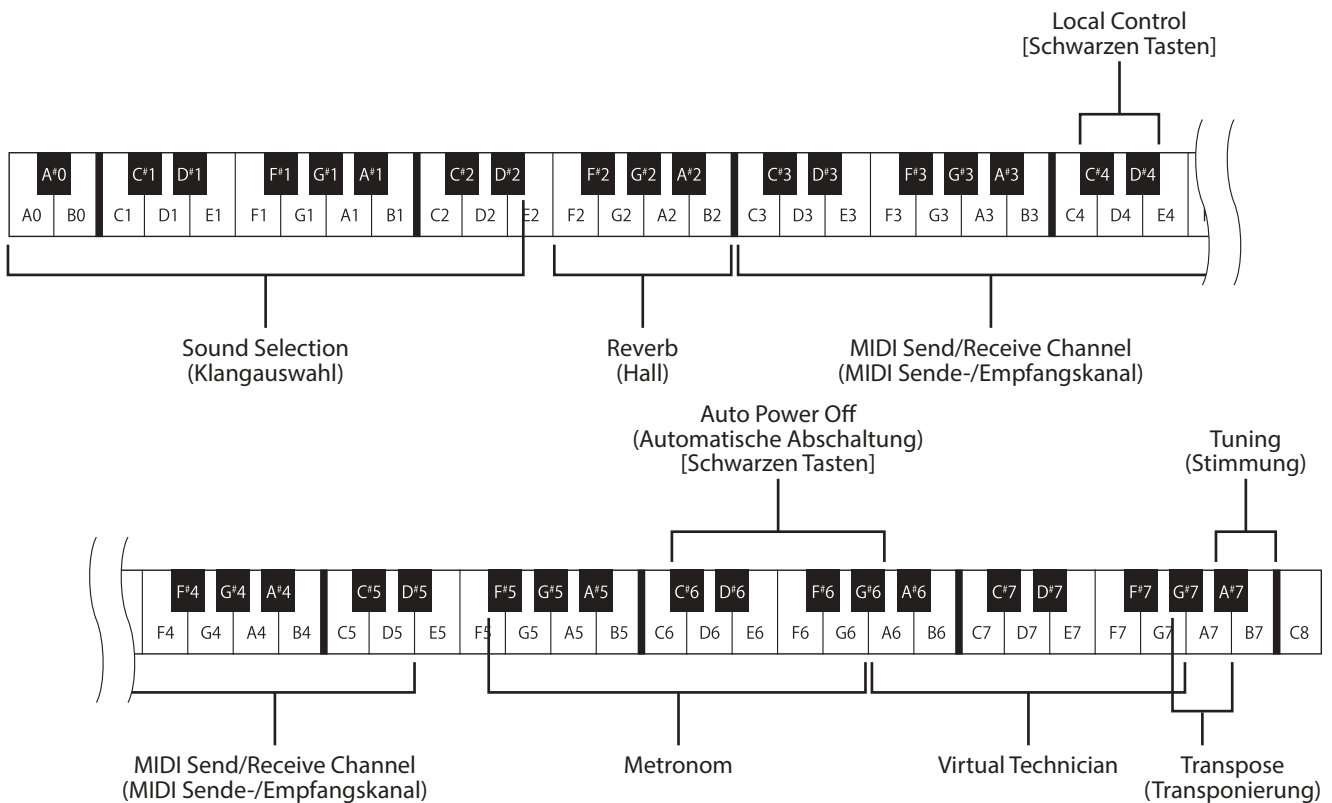 Local Control
[Schwarzen Tasten]
A#0 C#1 D#1 F#1 G#1 A#1 C#2 D#2 F#2 G#2 A#2 C#3 D#3 F#3 G#3 A#3 C#4 D#4
A0 B0 C1 D1 E1 F1 G1 A1 B1 C2 D2 E2 F2 G2 A2 B2 C3 D3 E3 F3 G3 A3 B3 C4 D4 E4
Sound Selection
(Klangauswahl)
Reverb
(Hall)
MIDI Send/Receive Channel
(MIDI Sende-/Empfangskanal)
Auto Power Off
(Automatische Abschaltung)
[Schwarzen Tasten]
Tuning
(Stimmung)
F#4 G#4 A#4 C#5 D#5 F#5 G#5 A#5 C#6 D#6 F#6 G#6 A#6 C#7 D#7 F#7 G#7 A#7
F4 G4 A4 B4 C5 D5 E5 F5 G5 A5 B5 C6 D6 E6 F6 G6 A6 B6 C7 D7 E7 F7 G7 A7 B7 C8
MIDI Send/Receive Channel
(MIDI Sende-/Empfangskanal)
Metronom
Virtual Technician
Transpose
(Transponierung)